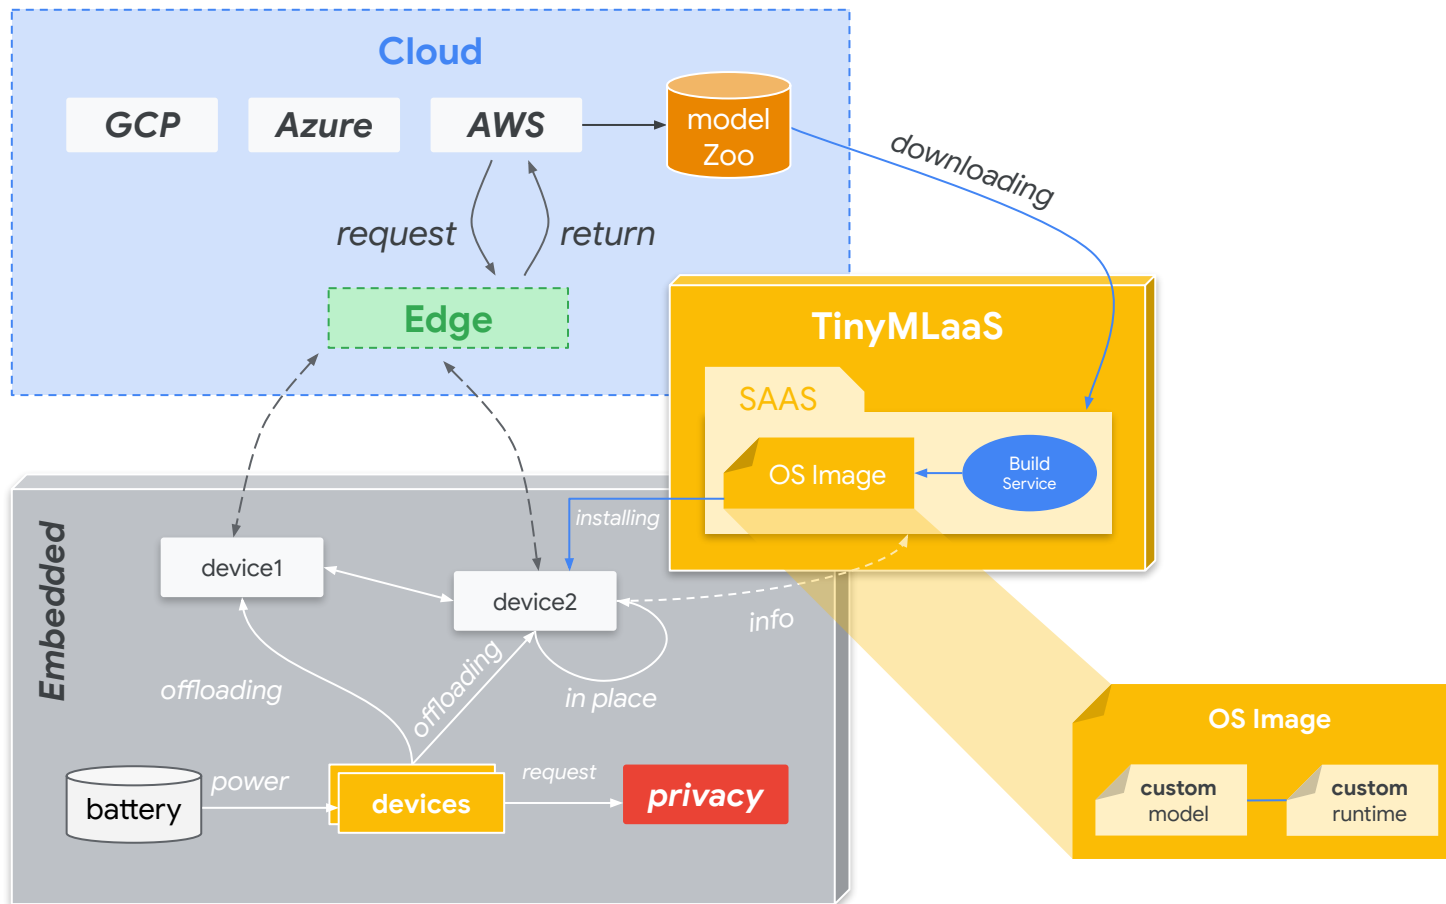 Cloud
GCP
Azure
AWS
model
Zoo
downloading
request
return
Edge
TinyMLaaS
SAAS
OS Image
Build
Service
installing
Embedded
device1
device2
info
offloading
offloading
in place
OS Image
battery
power
devices
request
privacy
custom
model
custom
runtime